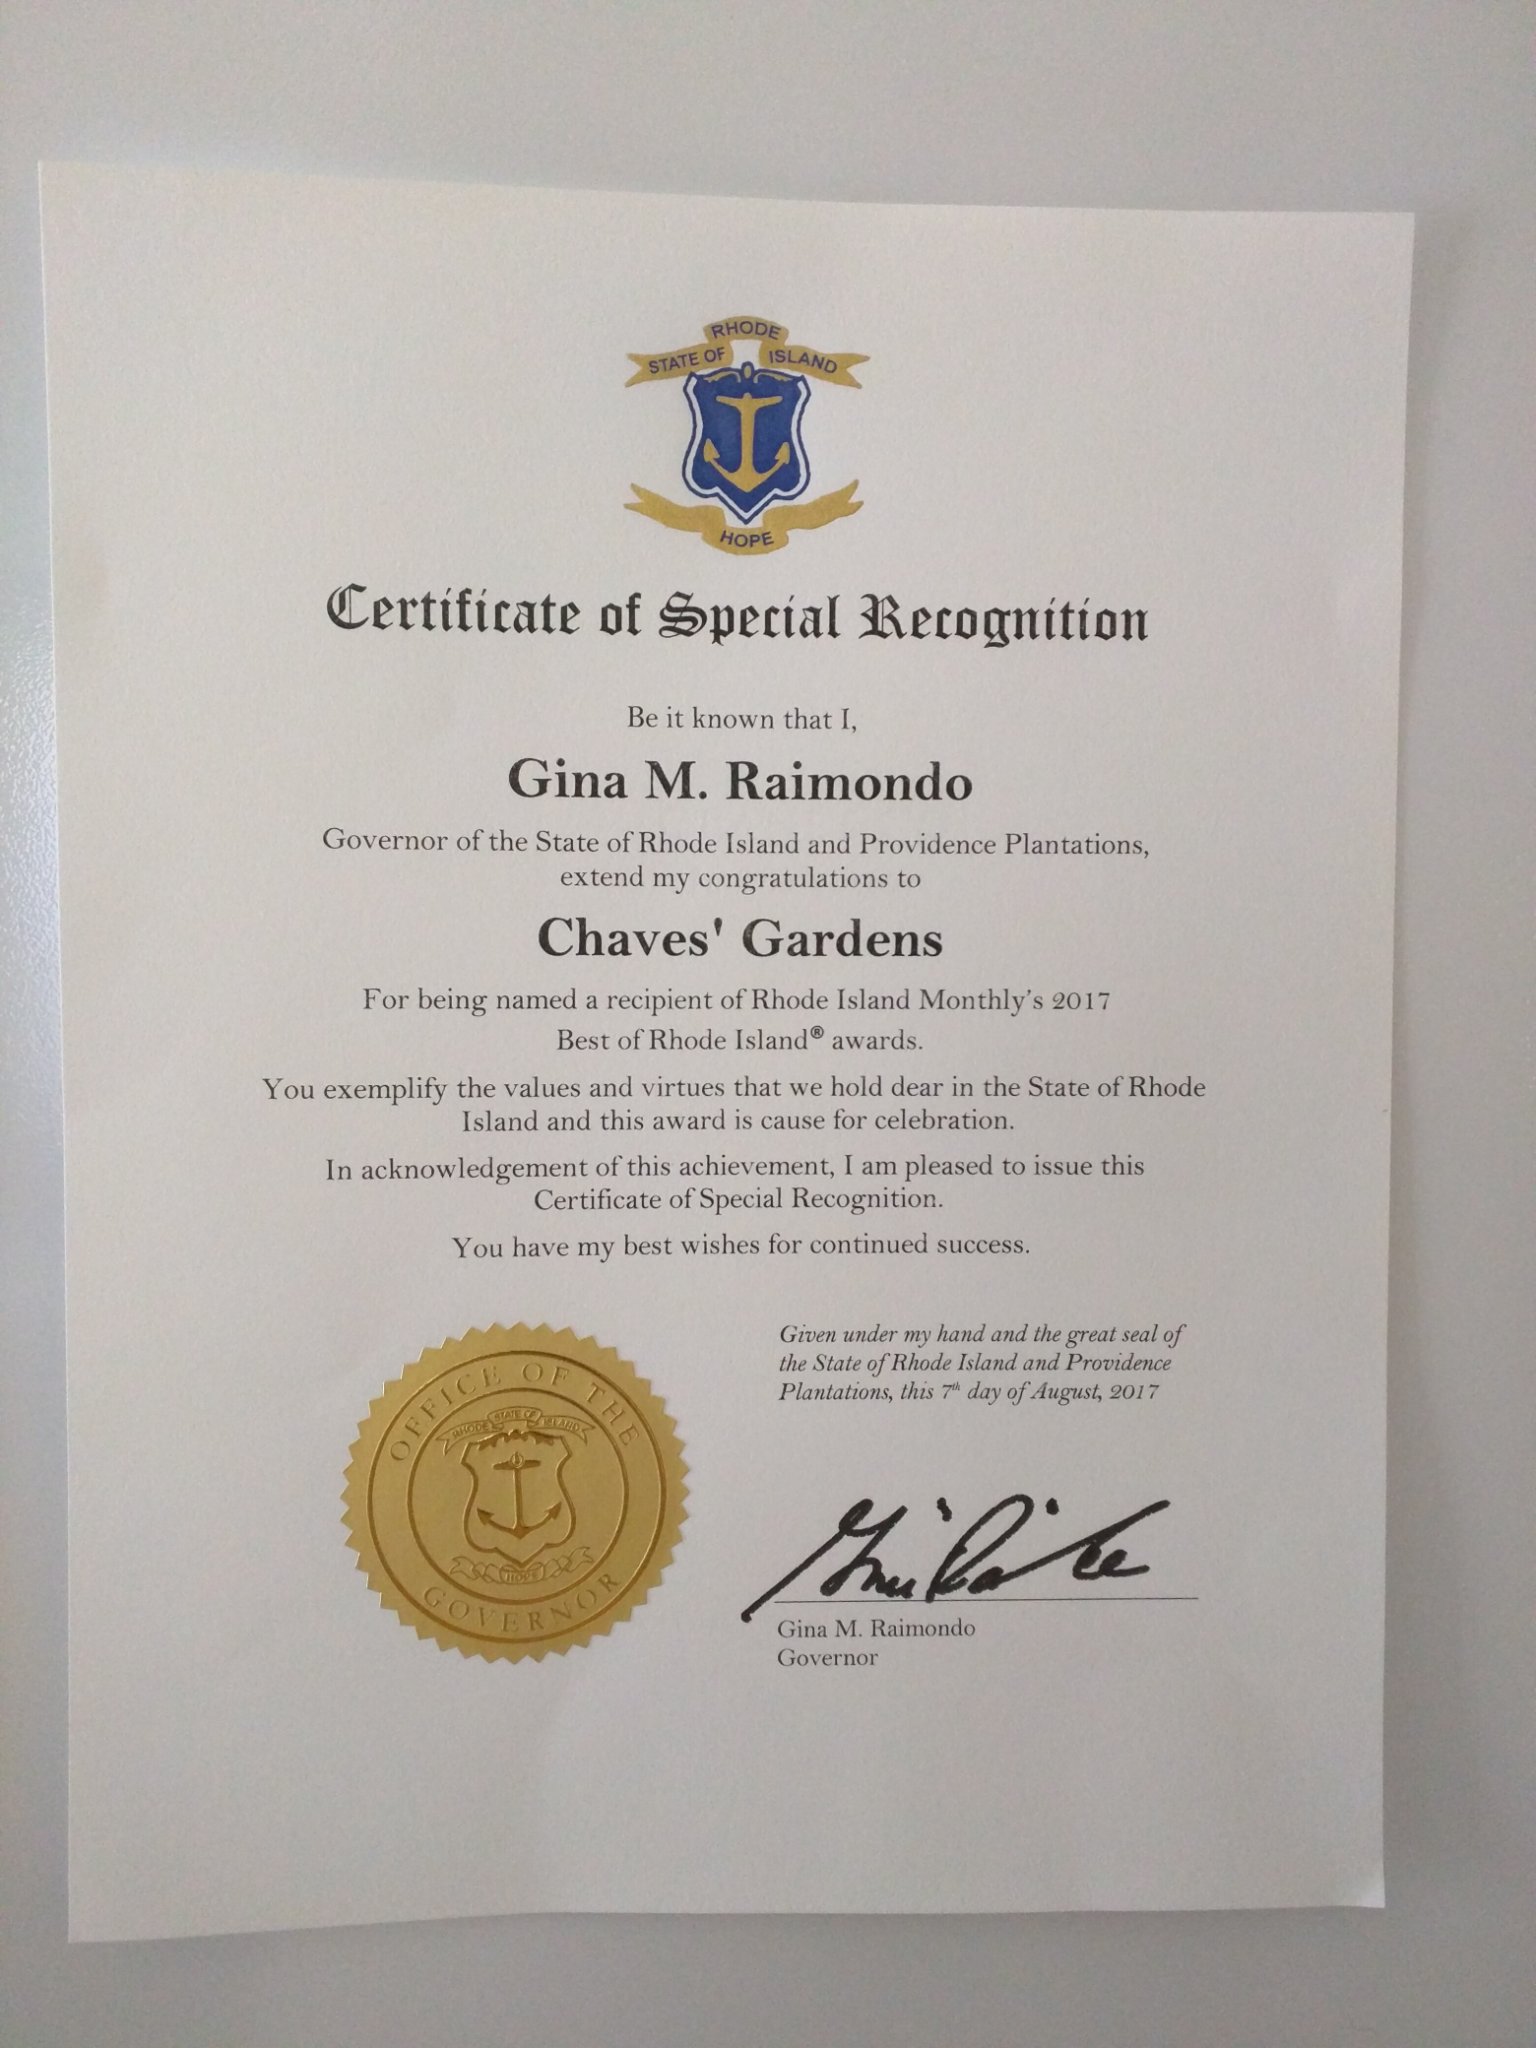 RHODE
STATE OF ISLAND
HOPE
Certificate of Special Recognition
Be it known that I,
Gina M. Raimondo
Governor of the State of Rhode Island and Providence Plantations,
extend my congratulations to
Chaves' Gardens
For being named a recipient of Rhode Island Monthly's 2017
Best of Rhode Island® awards.
You exemplify the values and virtues that we hold dear in the State of Rhode
Island and this award is cause for celebration.
In acknowledgement of this achievement, I am pleased to issue this
Certificate of Special Recognition.
You have my best wishes for continued success.
Given under my hand and the great seal of
the State of Rhode Island and Providence
Plantations, this 7th day of August, 2017
OFFICE OF THE
STATE OF
RHODE ISLAND
HOPE
GOVERNOR
Gina M. Raimondo
Governor